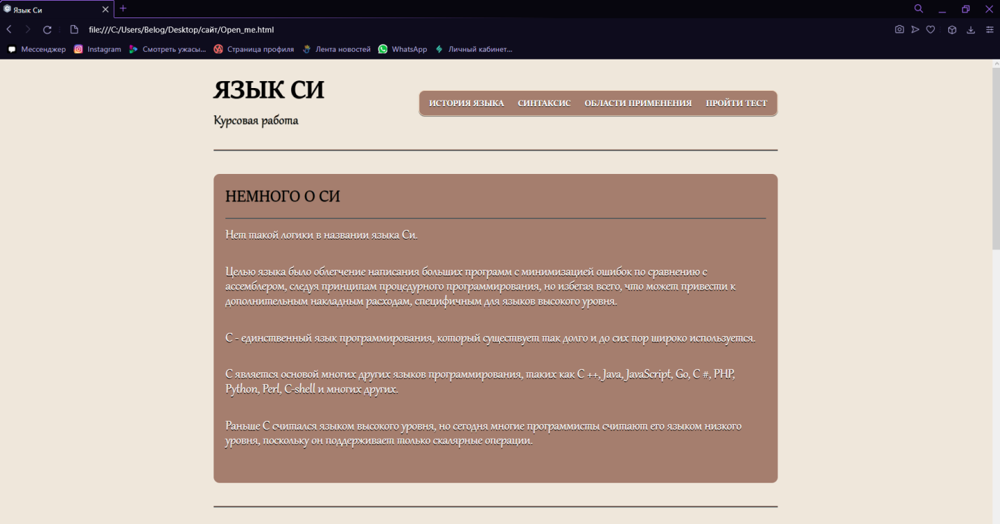 Язык Си
file:///C:/Users/Belog/Desktop/сайт/Open_me.html
Мессенджер Instagram Смотреть ужасы... Страница профиля Лента новостей WhatsApp Личный кабинет...
ЯЗЫК СИ
ИСТОРИЯ ЯЗЫКА СИНТАКСИС ОБЛАСТИ ПРИМЕНЕНИЯ ПРОЙТИ ТЕСТ
Курсовая работа
НЕМНОГО О СИ
Нет такой логики в названии языка Си.
Целью языка было облегчение написания больших программ с минимизацией ошибок по сравнению с
ассемблером, следуя принципам процедурного программирования, но избегая всего, что может привести к
дополнительным накладным расходам, специфичным для языков высокого уровня.
С - единственный язык программирования, который существует так долго и до сих пор широко используется.
С является основой многих других языков программирования, таких как C ++, Java, JavaScript, Go, C #, PHP,
Python, Perl, C-shell и многих других.
Раньше С считался языком высокого уровня, но сегодня многие программисты считают его языком низкого
уровня, поскольку он поддерживает только скалярные операции.